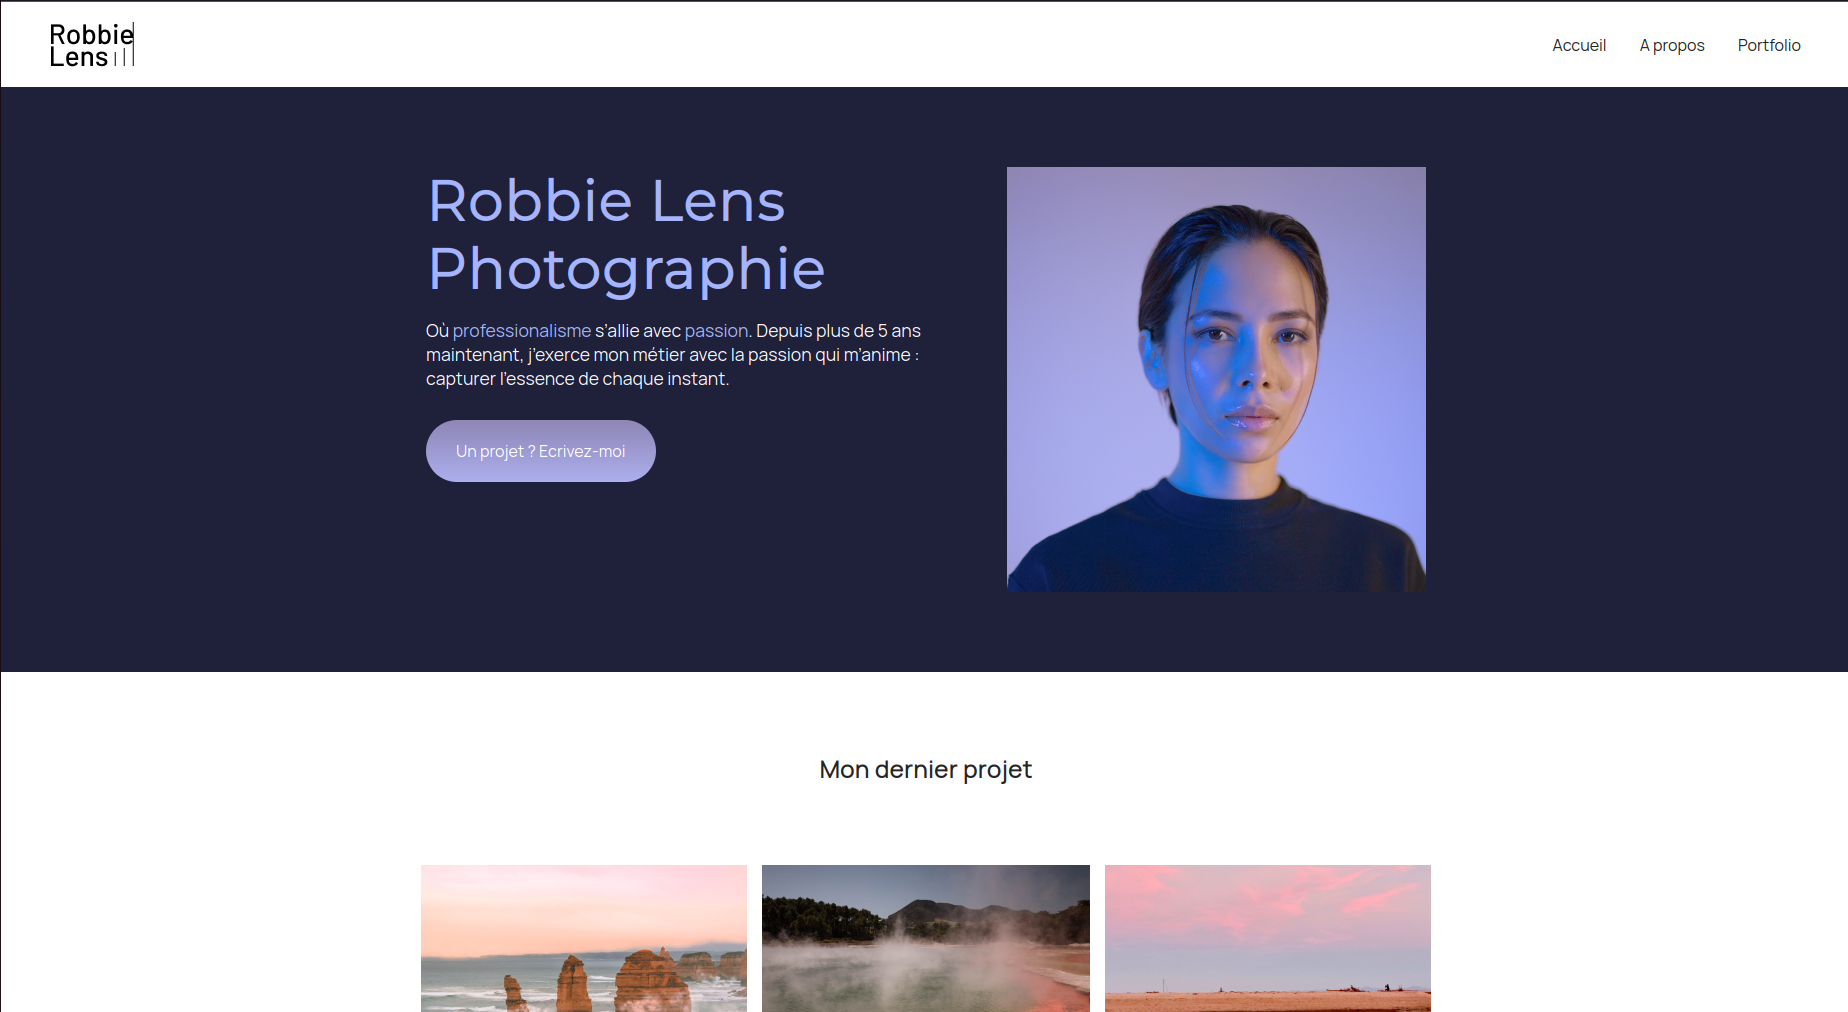 Robbie
Lens
Accueil
A propos
Portfolio
Robbie Lens
Photographie
Où professionalisme s'allie avec passion. Depuis plus de 5 ans
maintenant, j'exerce mon métier avec la passion qui m'anime :
capturer l'essence de chaque instant.
Un projet ? Ecrivez-moi
Mon dernier projet